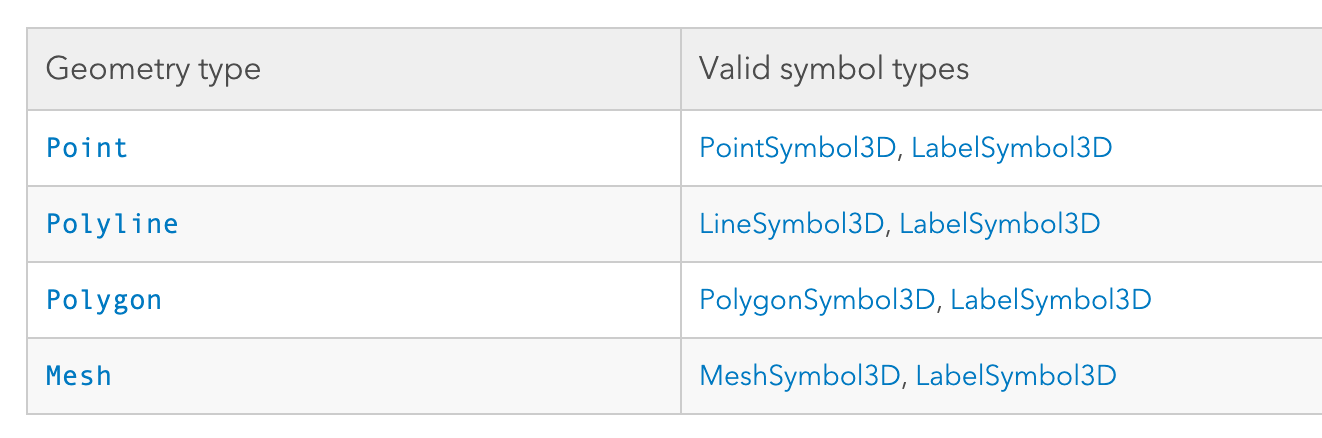 Geometry type Valid symbol types
Point PointSymbol3D, LabelSymbol3D
Polyline LineSymbol3D, LabelSymbol3D
Polygon PolygonSymbol3D, LabelSymbol3D
Mesh MeshSymbol3D, LabelSymbol3D